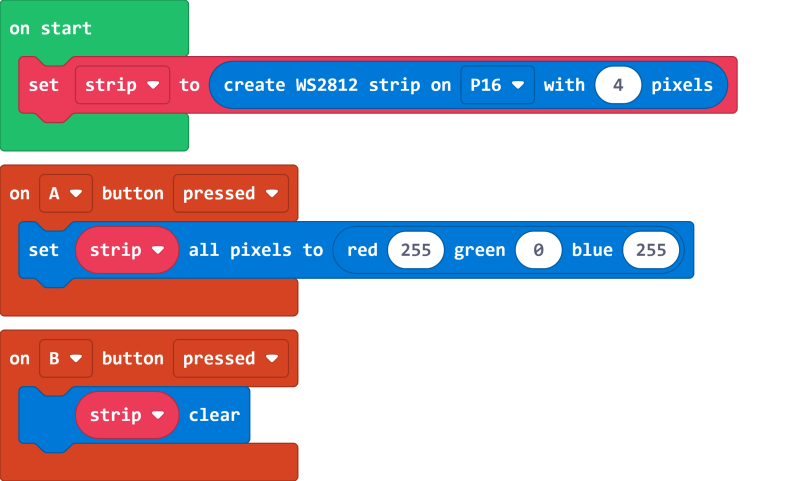 on start
set strip to create WS2812 strip on P16 with 4 pixels
on A button pressed
set strip all pixels to red 255 green 0 blue 255
on B button pressed
strip clear